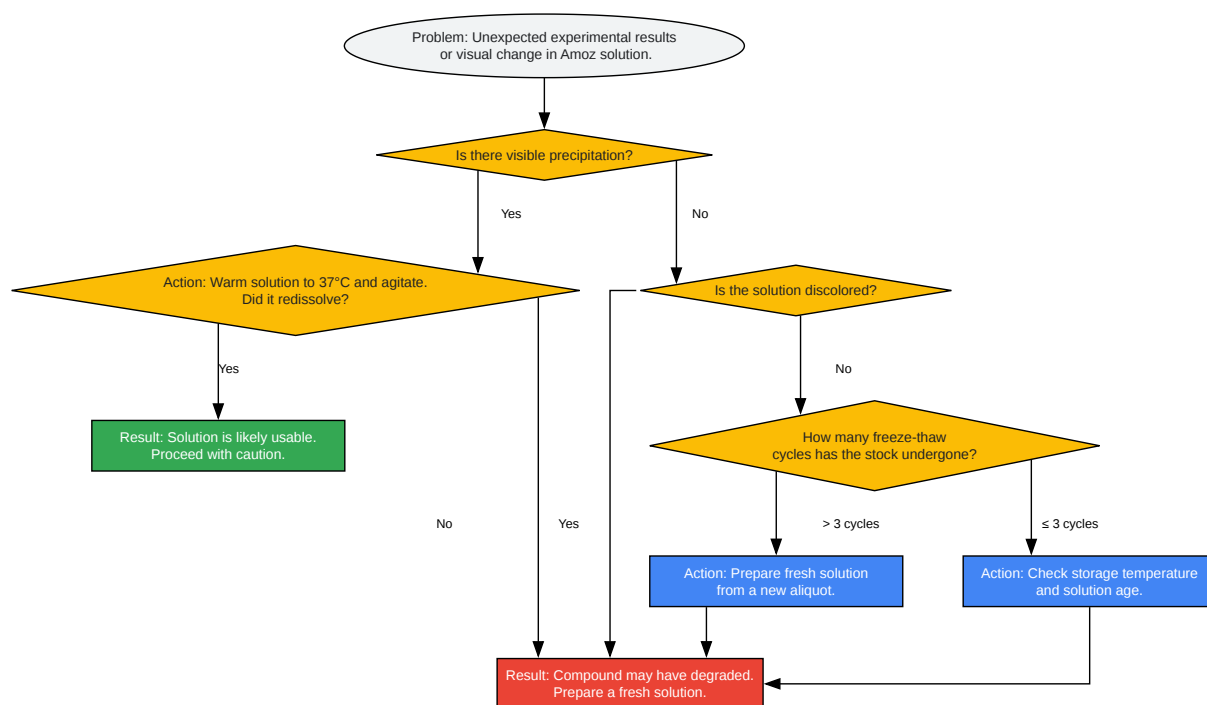 Problem: Unexpected experimental results
or visual change in Amoz solution.
Is there visible precipitation?
Yes
No
Action: Warm solution to 37°C and agitate.
Did it redissolve?
Is the solution discolored?
Yes
No
Result: Solution is likely usable.
Proceed with caution.
How many freeze-thaw
cycles has the stock undergone?
No
Yes
> 3 cycles
≤ 3 cycles
Action: Prepare fresh solution
from a new aliquot.
Action: Check storage temperature
and solution age.
Result: Compound may have degraded.
Prepare a fresh solution.